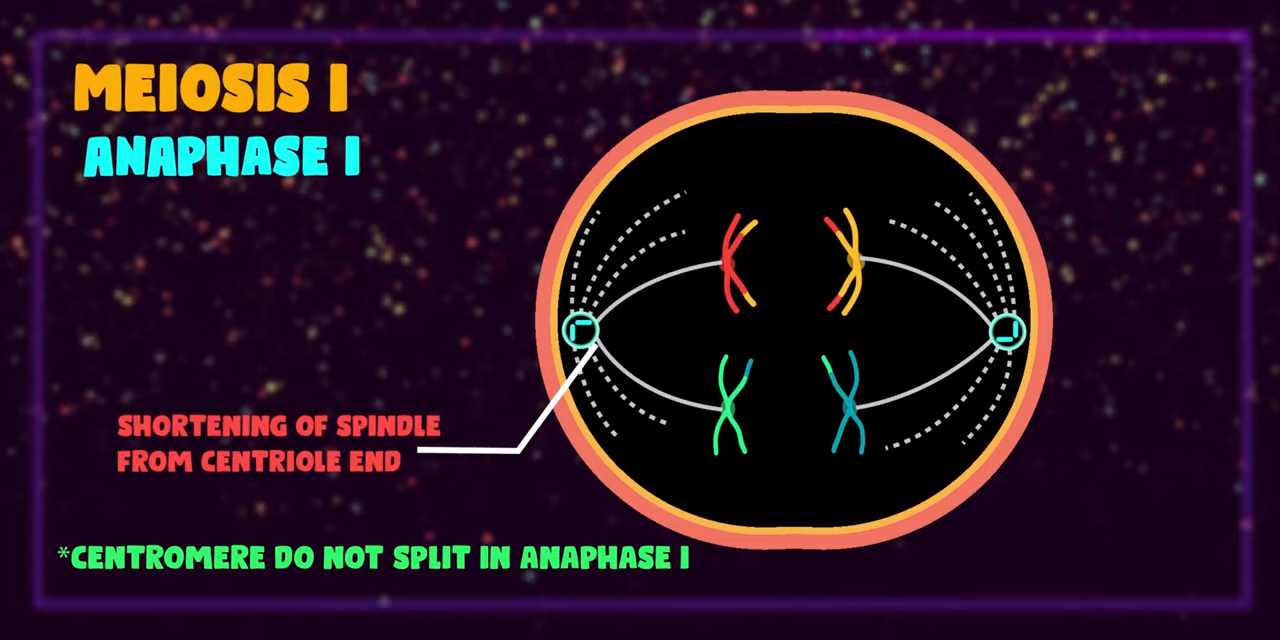 MEIOSIS I
ANAPHASE I
SHORTENING OF SPINDLE
FROM CENTRIOLE END
*CENTROMERE DO NOT SPLIT IN ANAPHASE I